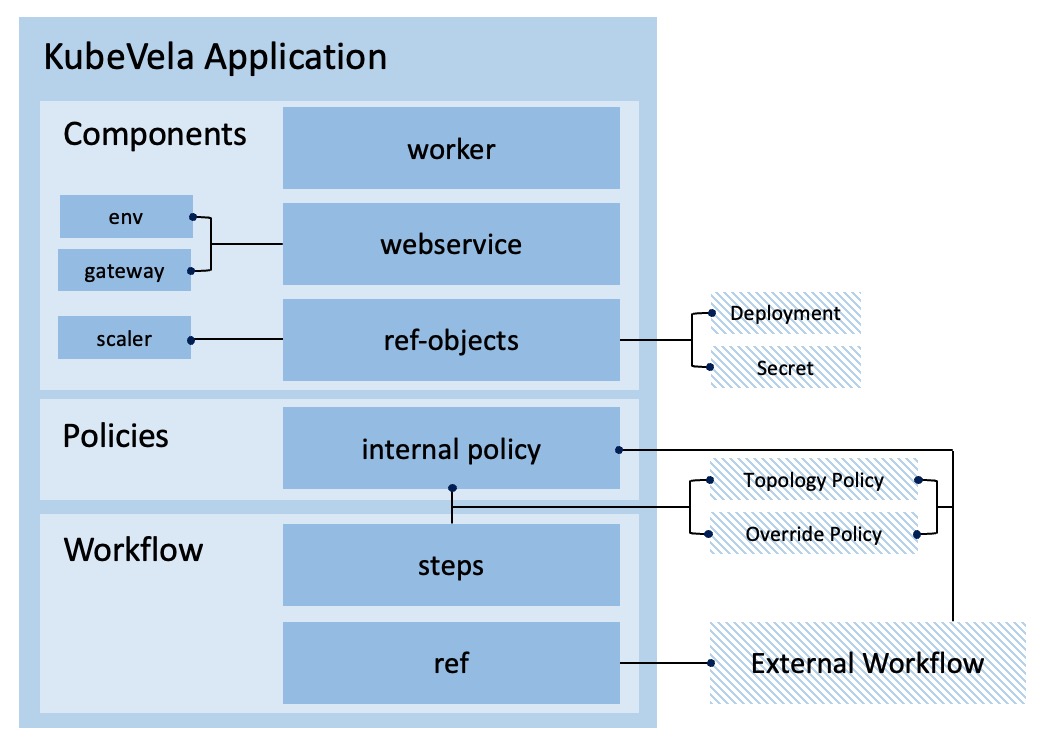 KubeVela Application
Components
worker
env
webservice
gateway
scaler
ref-objects
Deployment
Secret
Policies
internal policy
Topology Policy
Override Policy
Workflow
steps
ref
External Workflow